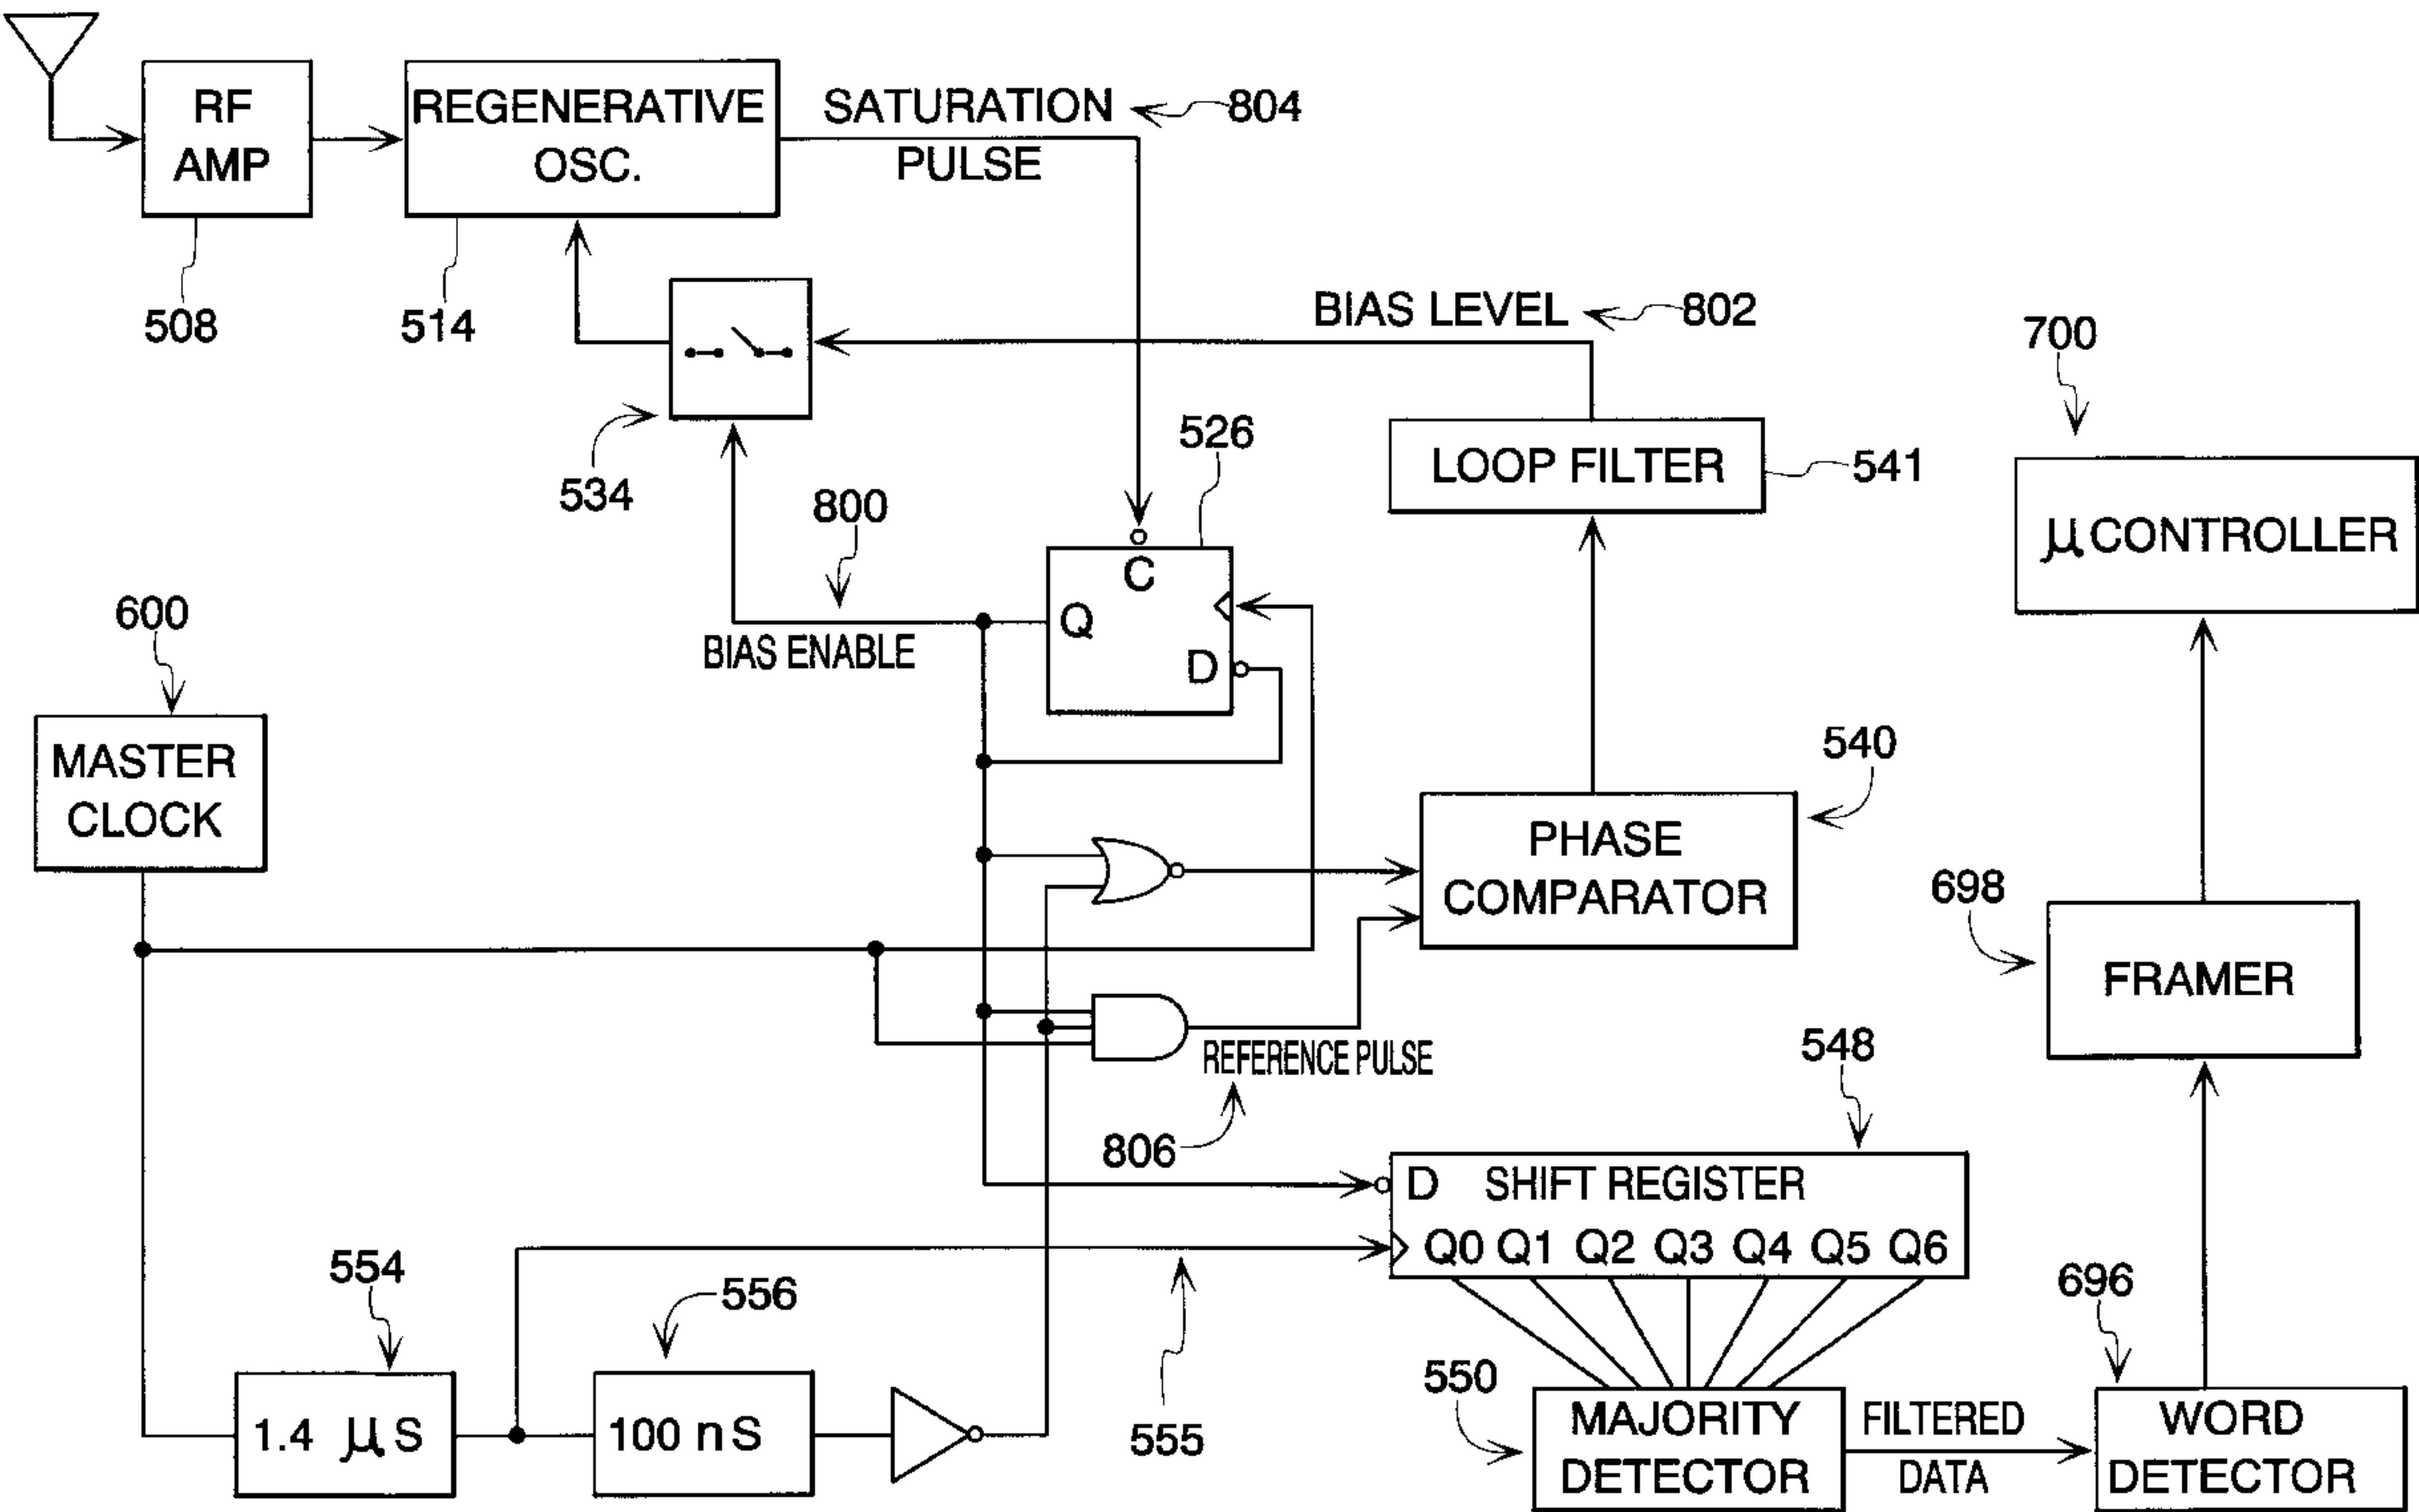 RF
AMP
508
REGENERATIVE
OSC.
514
SATURATION
PULSE
804
534
BIAS LEVEL
802
LOOP FILTER
541
700
μ CONTROLLER
526
C
Q
D
800
BIAS ENABLE
600
MASTER
CLOCK
540
PHASE
COMPARATOR
698
FRAMER
REFERENCE PULSE
806
548
D SHIFT REGISTER
Q0 Q1 Q2 Q3 Q4 Q5 Q6
554
1.4 μS
556
100 nS
555
550
MAJORITY
DETECTOR
FILTERED
DATA
696
WORD
DETECTOR